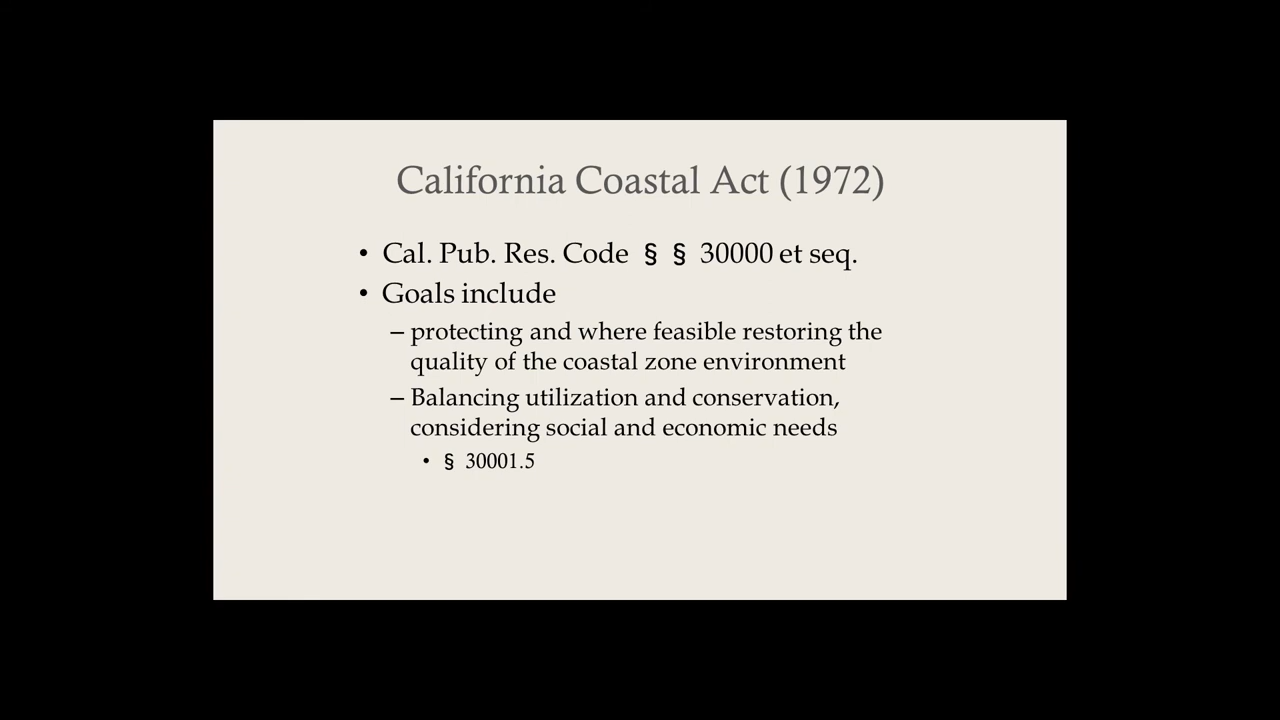 California Coastal Act (1972)
• Cal. Pub. Res. Code § § 30000 et seq.
• Goals include
– protecting and where feasible restoring the
quality of the coastal zone environment
– Balancing utilization and conservation,
considering social and economic needs
• § 30001.5